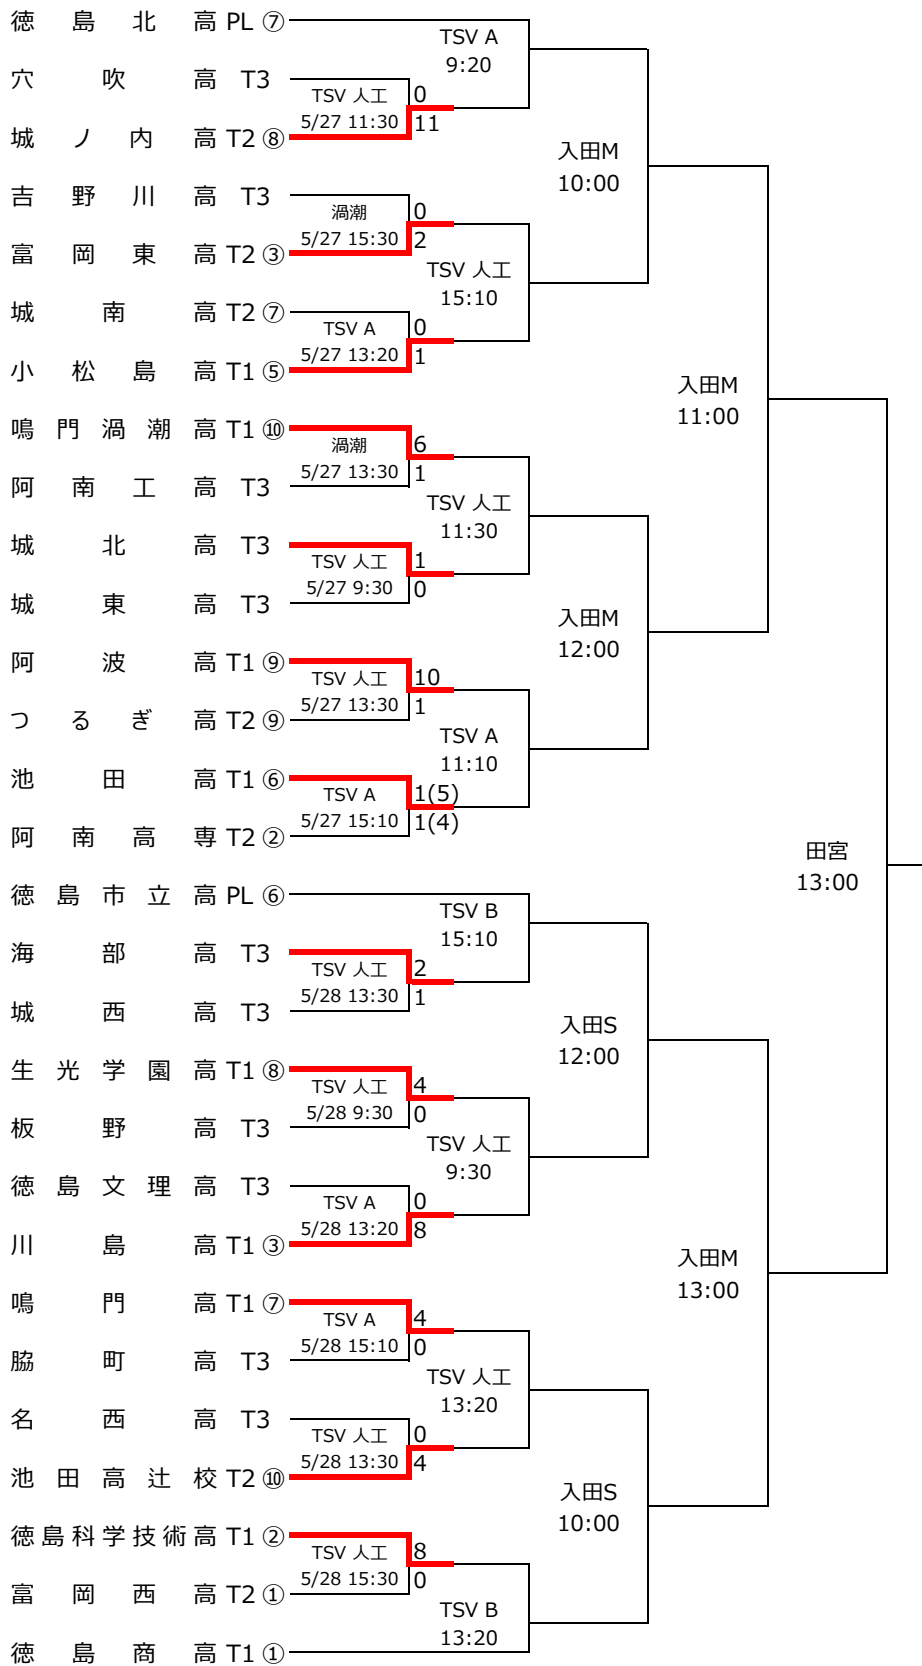 徳島北高 PL ⑦
TSV A
9:20
穴吹高 T3
TSV 人工
5/27 11:30
0
11
城ノ内高 T2 ⑧
入田M
10:00
吉野川高 T3
渦潮
5/27 15:30
0
2
富岡東高 T2 ③
TSV 人工
15:10
城南高 T2 ⑦
TSV A
5/27 13:20
0
1
小松島高 T1 ⑤
入田M
11:00
鳴門渦潮高 T1 ⑩
渦潮
5/27 13:30
6
1
阿南工高 T3
TSV 人工
11:30
城北高 T3
TSV 人工
5/27 9:30
1
0
城東高 T3
入田M
12:00
阿波高 T1 ⑨
TSV 人工
5/27 13:30
10
1
つるぎ高 T2 ⑨
TSV A
11:10
池田高 T1 ⑥
TSV A
5/27 15:10
1(5)
1(4)
阿南高専 T2 ②
田宮
13:00
徳島市立高 PL ⑥
TSV B
15:10
海部高 T3
TSV 人工
5/28 13:30
2
1
城西高 T3
入田S
12:00
生光学園高 T1 ⑧
TSV 人工
5/28 9:30
4
0
板野高 T3
TSV 人工
9:30
徳島文理高 T3
TSV A
5/28 13:20
0
8
川島高 T1 ③
入田M
13:00
鳴門高 T1 ⑦
TSV A
5/28 15:10
4
0
脇町高 T3
TSV 人工
13:20
名西高 T3
TSV 人工
5/28 13:30
0
4
池田高辻校 T2 ⑩
入田S
10:00
徳島科学技術高 T1 ②
TSV 人工
5/28 15:30
8
0
富岡西高 T2 ①
TSV B
13:20
徳島商高 T1 ①